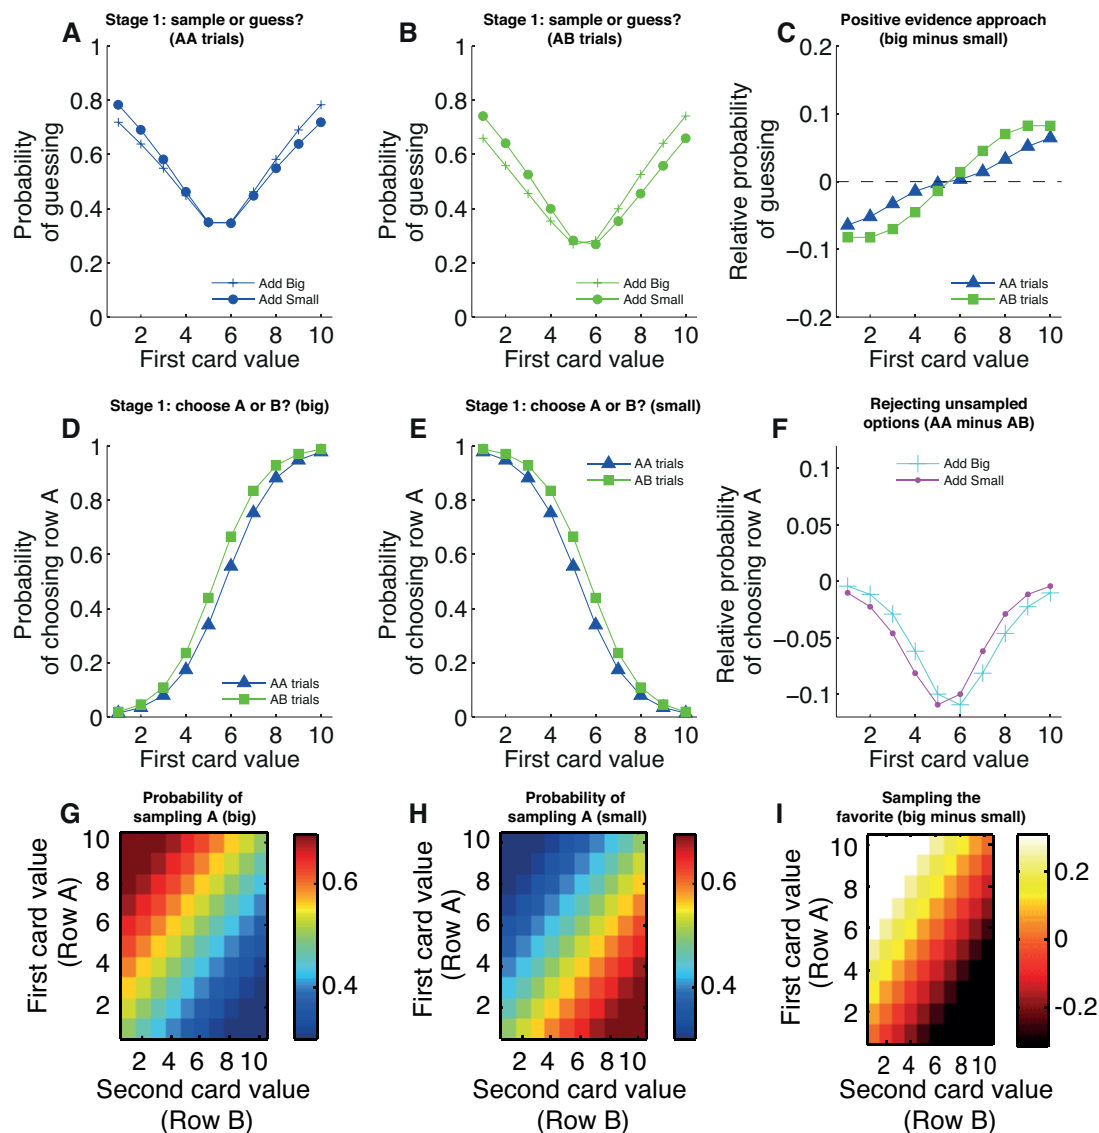 A
Stage 1: sample or guess?
(AA trials)
Probability
of guessing
1
0.8
0.6
0.4
0.2
0
Add Big
Add Small
2 4 6 8 10
First card value
B
Stage 1: sample or guess?
(AB trials)
Probability
of guessing
1
0.8
0.6
0.4
0.2
0
Add Big
Add Small
2 4 6 8 10
First card value
C
Positive evidence approach
(big minus small)
Relative probability
of guessing
0.2
0.1
0
−0.1
−0.2
AA trials
AB trials
2 4 6 8 10
First card value
D
Stage 1: choose A or B? (big)
Probability
of choosing row A
1
0.8
0.6
0.4
0.2
0
AA trials
AB trials
2 4 6 8 10
First card value
E
Stage 1: choose A or B? (small)
Probability
of choosing row A
1
0.8
0.6
0.4
0.2
0
AA trials
AB trials
2 4 6 8 10
First card value
F
Rejecting unsampled
options (AA minus AB)
Relative probability
of choosing row A
0.1
0.05
0
−0.05
−0.1
Add Big
Add Small
2 4 6 8 10
First card value
G
Probability of
sampling A (big)
First card value
(Row A)
10
8
6
4
2
2 4 6 8 10
Second card value
(Row B)
0.6
0.4
H
Probability of
sampling A (small)
First card value
(Row A)
10
8
6
4
2
2 4 6 8 10
Second card value
(Row B)
0.6
0.4
I
Sampling the
favorite (big minus small)
First card value
(Row A)
10
8
6
4
2
2 4 6 8 10
Second card value
(Row B)
0.2
0
-0.2